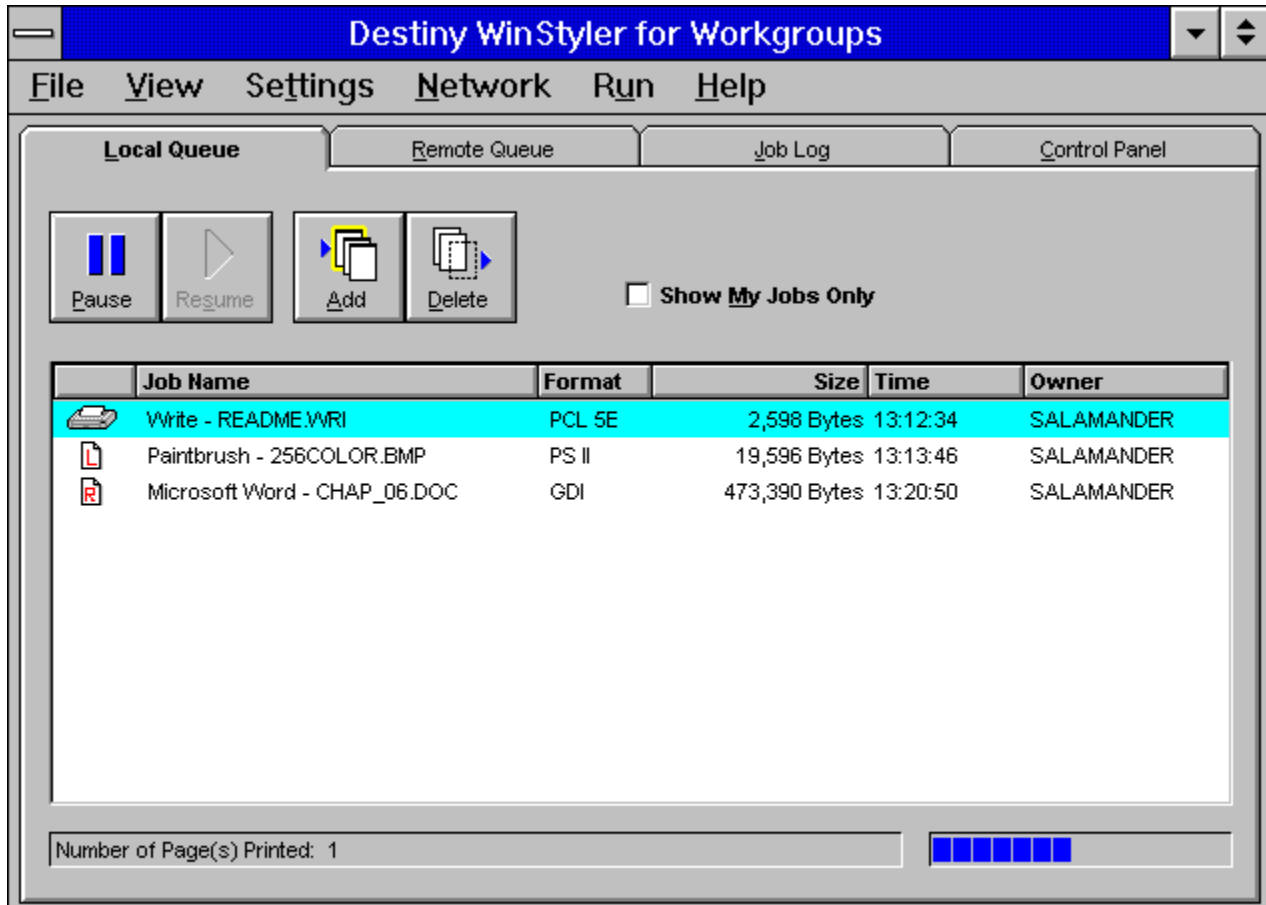 Destiny WinStyler for Workgroups
File View Settings Network Run Help
Local Queue Remote Queue Job Log Control Panel
Pause Resume Add Delete
Show My Jobs Only
Job Name Format Size Time Owner
Write - README.WRI PCL 5E 2,598 Bytes 13:12:34 SALAMANDER
L Paintbrush - 256COLOR.BMP PS II 19,596 Bytes 13:13:46 SALAMANDER
R Microsoft Word - CHAP_06.DOC GDI 473,390 Bytes 13:20:50 SALAMANDER
Number of Page(s) Printed: 1